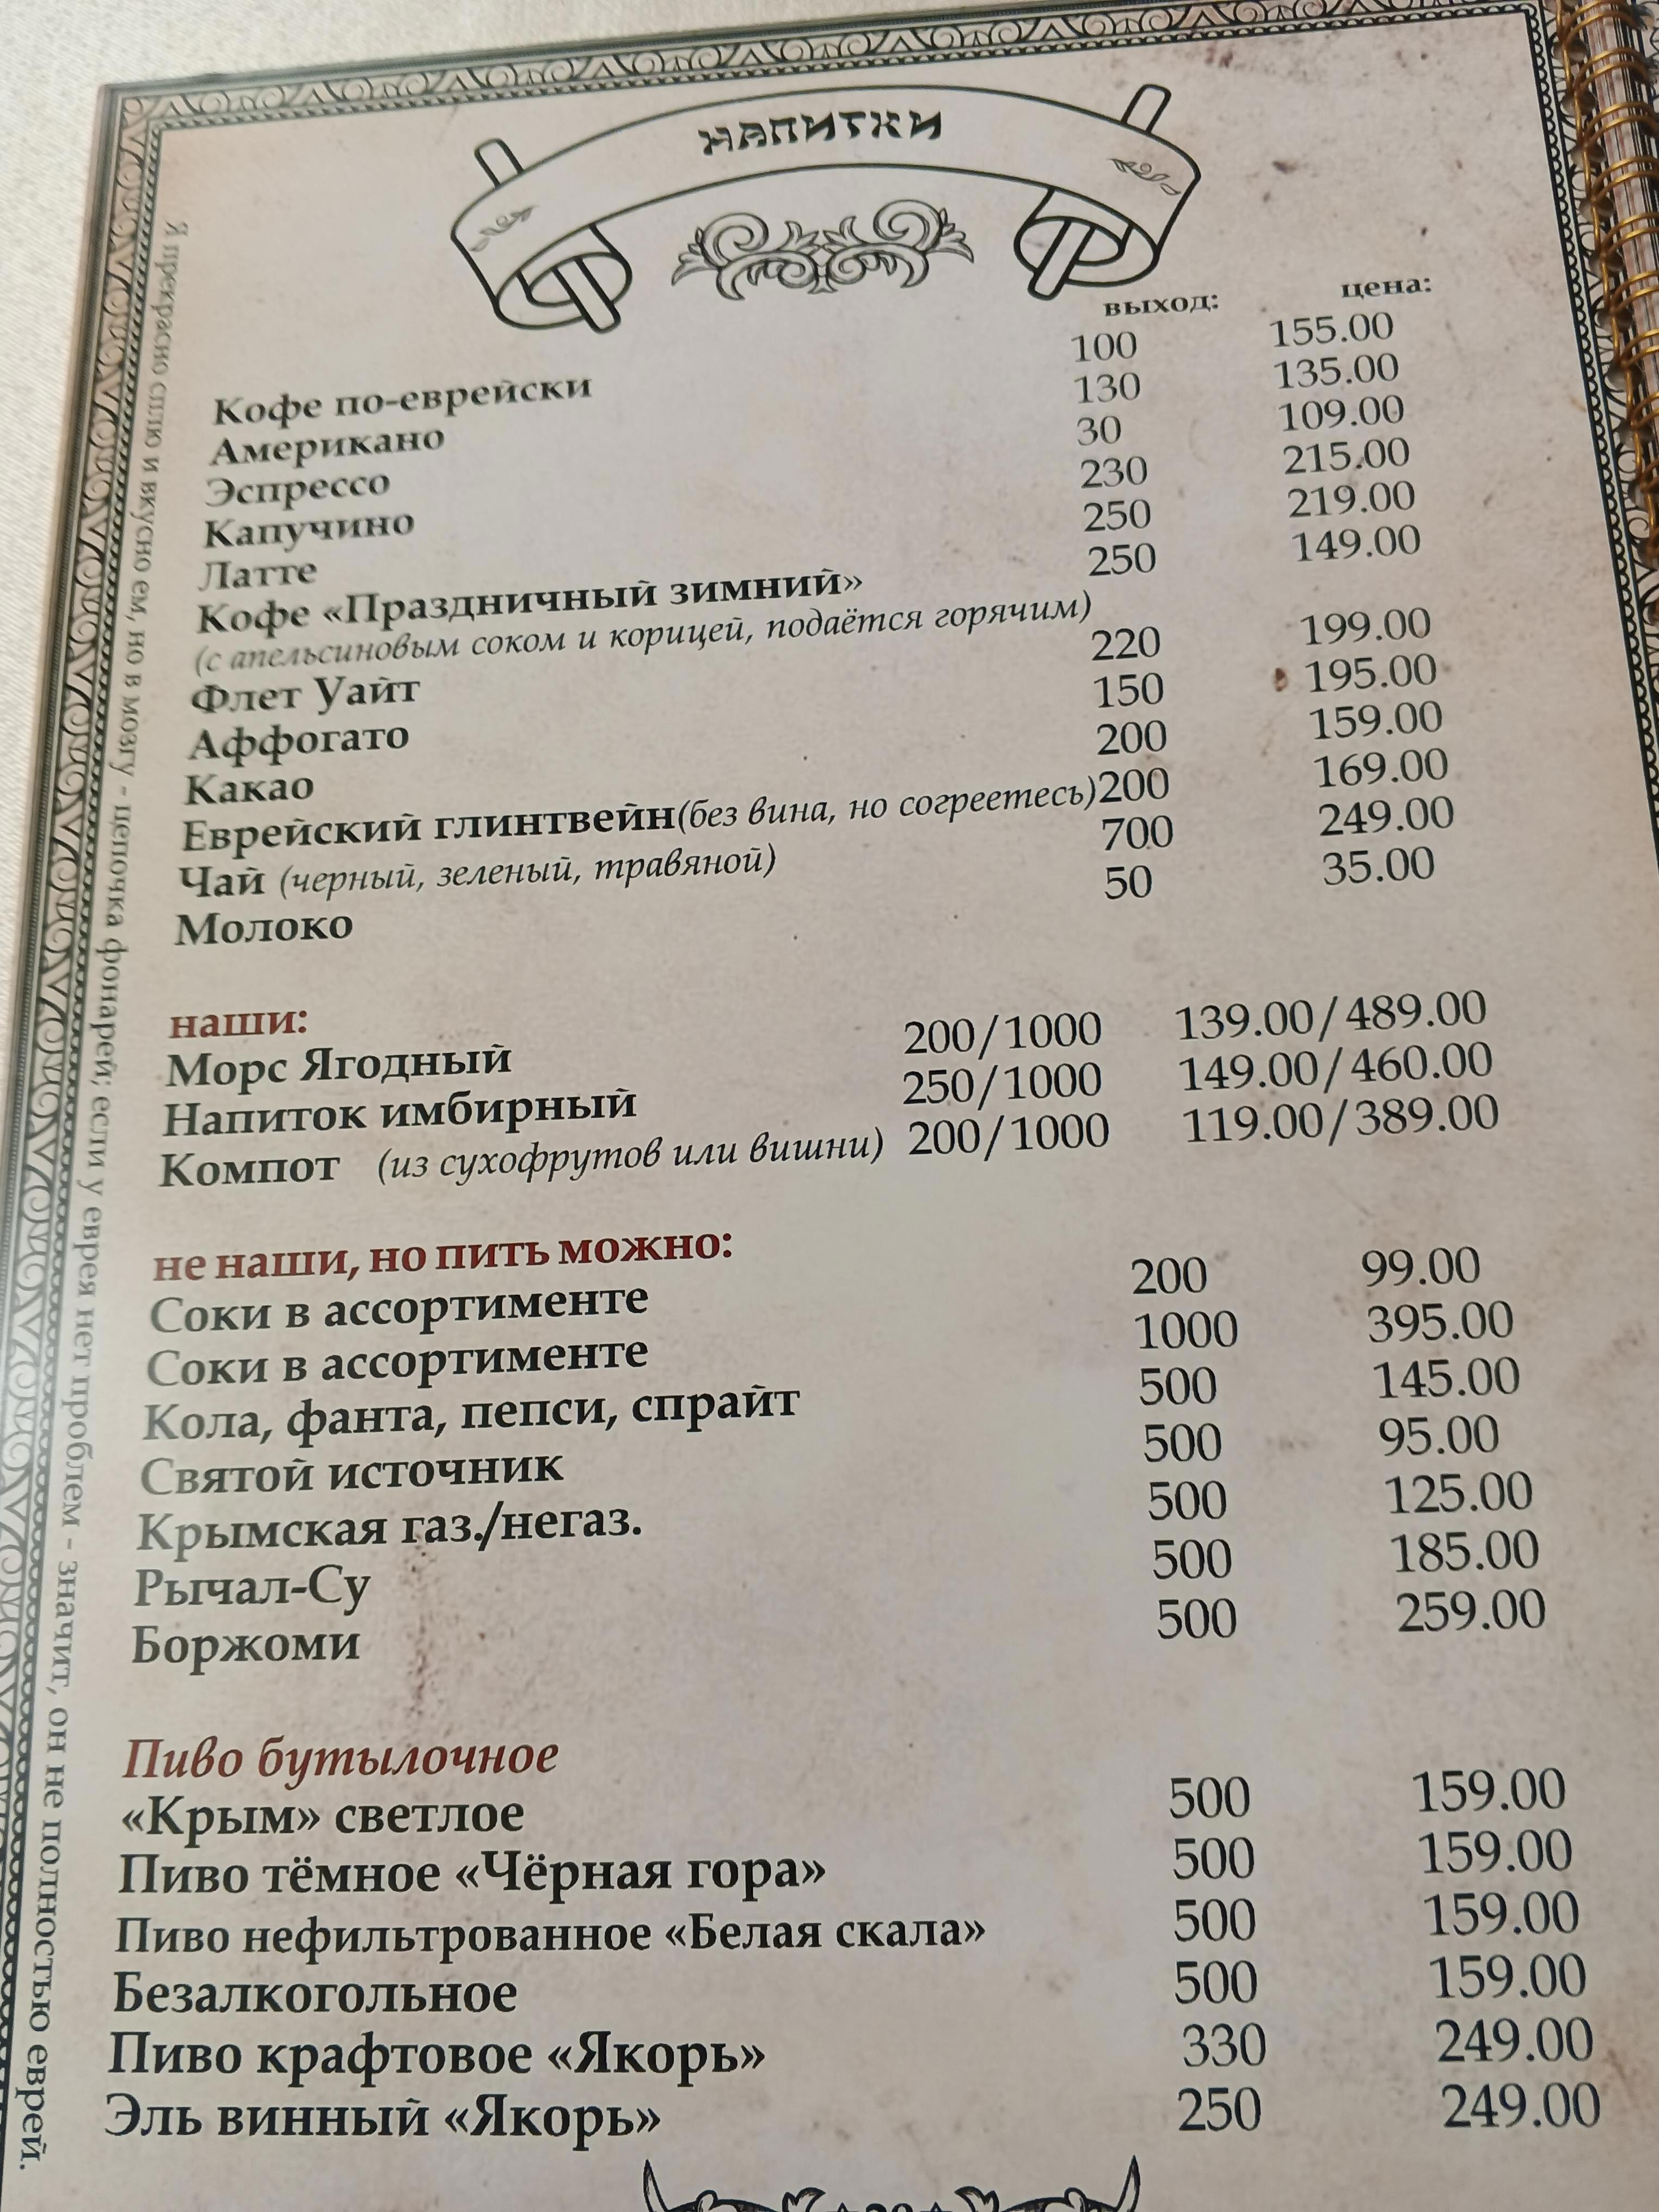 напитки
выход: цена:
Кофе по-еврейски 100 155.00
Американо 130 135.00
Эспрессо 30 109.00
Капучино 230 215.00
Латте 250 219.00
Кофе «Праздничный зимний» 250 149.00
(с апельсиновым соком и корицей, подаётся горячим)
Флет Уайт 220 199.00
Аффогато 150 195.00
Какао 200 159.00
Еврейский глинтвейн(без вина, но согреетесь)200 169.00
Чай (черный, зеленый, травяной) 700 249.00
Молоко 50 35.00
наши:
Морс Ягодный 200/1000 139.00/489.00
Напиток имбирный 250/1000 149.00/460.00
Компот (из сухофрутов или вишни) 200/1000 119.00/389.00
не наши, но пить можно:
Соки в ассортименте 200 99.00
Соки в ассортименте 1000 395.00
Кола, фанта, пепси, спрайт 500 145.00
Святой источник 500 95.00
Крымская газ./негаз. 500 125.00
Рычал-Су 500 185.00
Боржоми 500 259.00
Пиво бутылочное
«Крым» светлое 500 159.00
Пиво тёмное «Чёрная гора» 500 159.00
Пиво нефильтрованное «Белая скала» 500 159.00
Безалкогольное 500 159.00
Пиво крафтовое «Якорь» 330 249.00
Эль винный «Якорь» 250 249.00
Я прекрасно сплю и вкусно ем, но в мозгу - цепочка фонарей; если у еврея нет проблем - значит, он не полностью еврей.